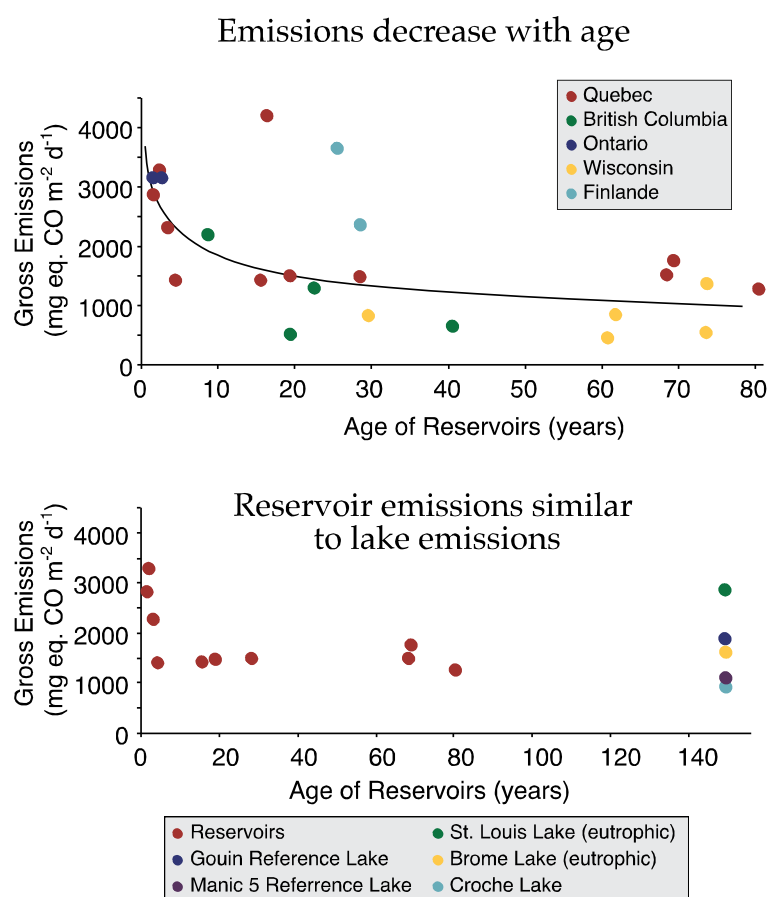 Emissions decrease with age
Gross Emissions
(mg eq. CO m-2 d-1)
4000
3000
2000
1000
0
0 10 20 30 40 50 60 70 80
Age of Reservoirs (years)
Quebec
British Columbia
Ontario
Wisconsin
Finlande
Reservoir emissions similar
to lake emissions
Gross Emissions
(mg eq. CO m-2 d-1)
4000
3000
2000
1000
0
0 20 40 60 80 100 120 140
Age of Reservoirs (years)
Reservoirs
Gouin Reference Lake
Manic 5 Referrence Lake
St. Louis Lake (eutrophic)
Brome Lake (eutrophic)
Croche Lake